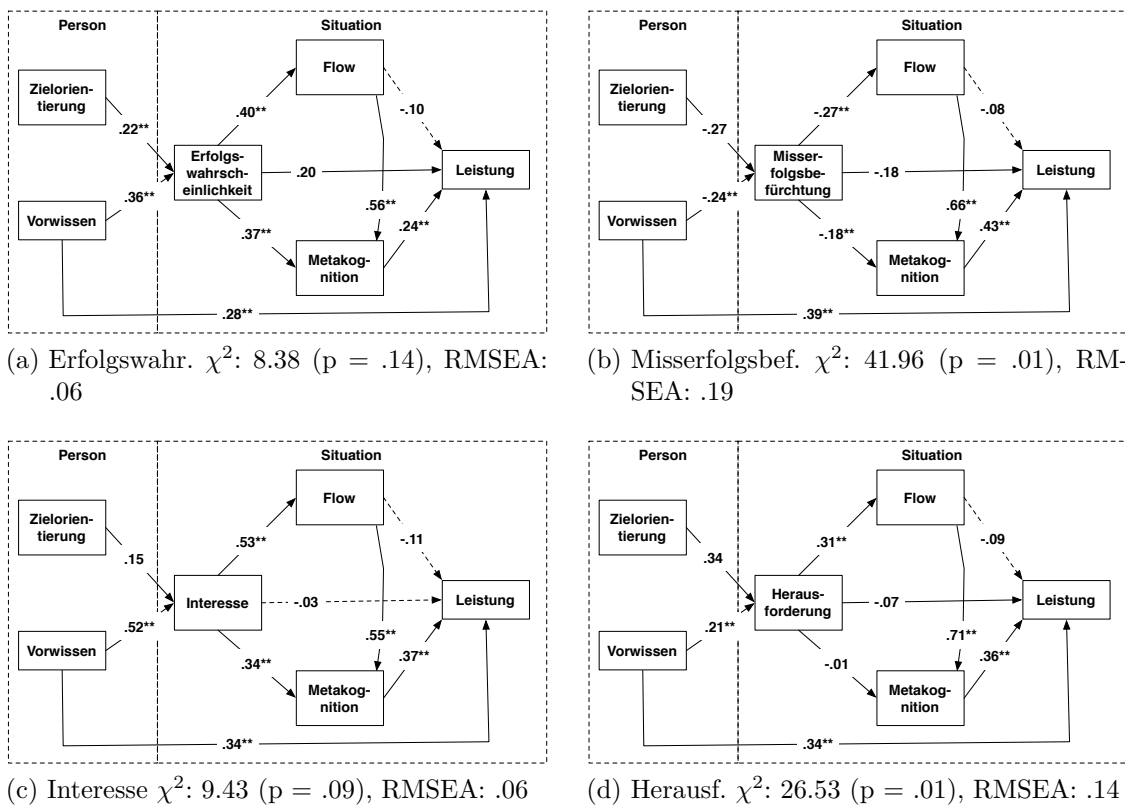 Person
Situation
Zielorien-
tierung
Flow
.22**
.40**
-.10
Erfolgs-
wahrsch-
einlichkeit
.20
Leistung
Vorwissen
.36**
.37**
.56**
.24**
Metakog-
nition
.28**
(a) Erfolgswahr. χ²: 8.38 (p = .14), RMSEA:
.06
Person
Situation
Zielorien-
tierung
Flow
-.27
-.27**
-.08
Misser-
folgsbe-
fürchtung
-.18
Leistung
Vorwissen
-.24**
-.18**
.66**
.43**
Metakog-
nition
.39**
(b) Misserfolgsbef. χ²: 41.96 (p = .01), RM-
SEA: .19
Person
Situation
Zielorien-
tierung
Flow
.15
.53**
-.11
Interesse
-.03
Leistung
Vorwissen
.52**
.34**
.55**
.37**
Metakog-
nition
.34**
(c) Interesse χ²: 9.43 (p = .09), RMSEA: .06
Person
Situation
Zielorien-
tierung
Flow
.34
.31**
-.09
Heraus-
forderung
-.07
Leistung
Vorwissen
.21**
-.01
.71**
.36**
Metakog-
nition
.34**
(d) Herausf. χ²: 26.53 (p = .01), RMSEA: .14